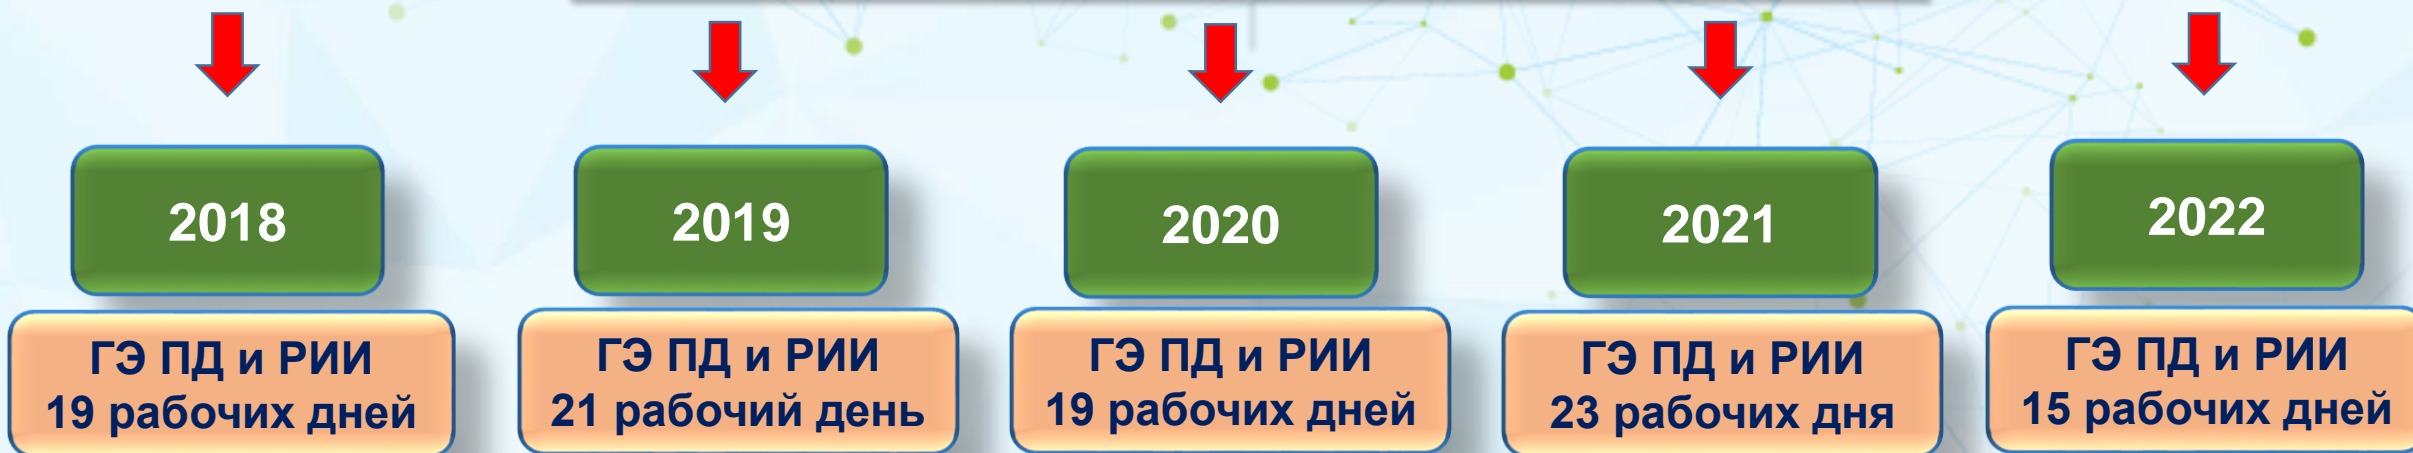 2018
2019
2020
2021
2022
ГЭ ПД и РИИ
19 рабочих дней
ГЭ ПД и РИИ
21 рабочий день
ГЭ ПД и РИИ
19 рабочих дней
ГЭ ПД и РИИ
23 рабочих дня
ГЭ ПД и РИИ
15 рабочих дней